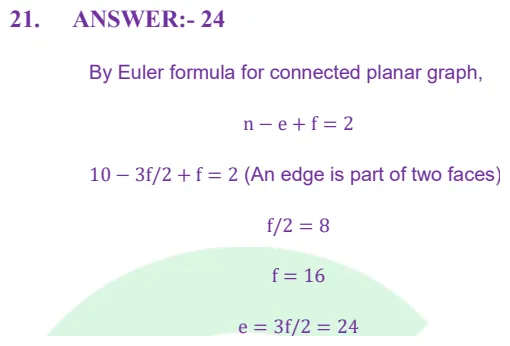 21. ANSWER:- 24
By Euler formula for connected planar graph,
n − e + f = 2
10 − 3f/2 + f = 2 (An edge is part of two faces)
f/2 = 8
f = 16
e = 3f/2 = 24